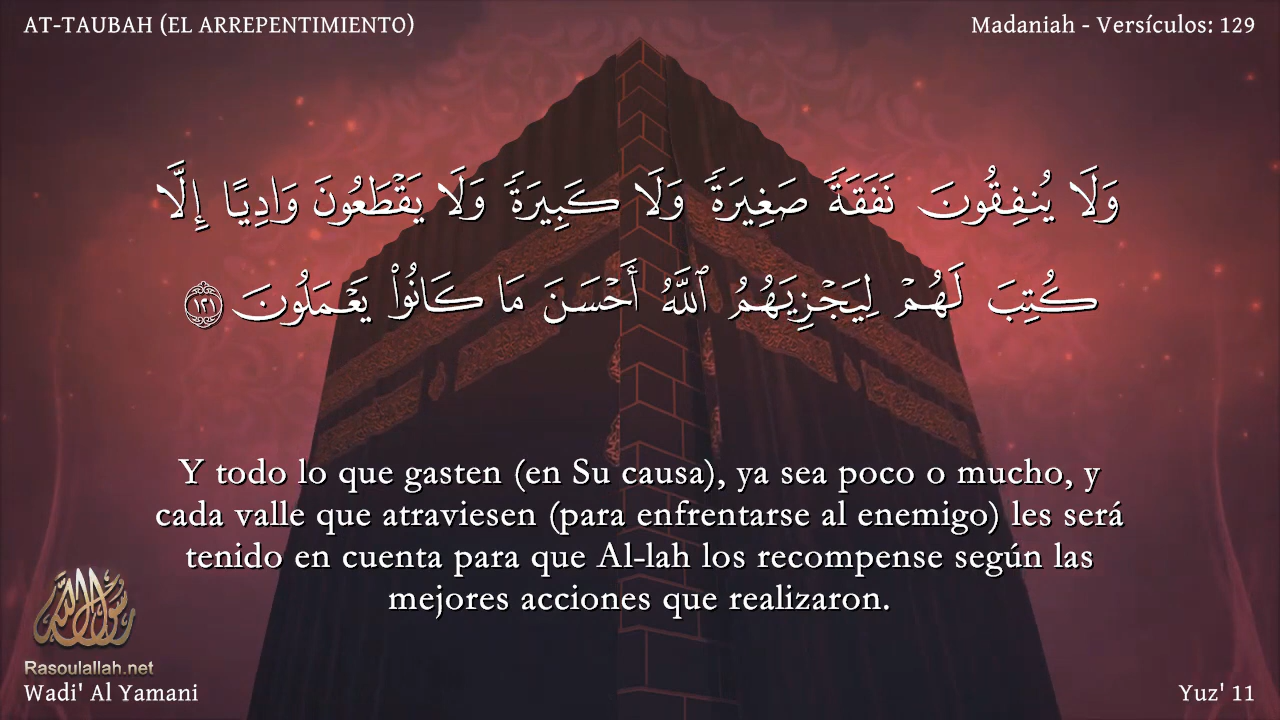 AT-TAUBAH (EL ARREPENTIMIENTO)
Madaniah - Versículos: 129
وَلَا يُنفِقُونَ نَفَقَةً صَغِيرَةً وَلَا كَبِيرَةً وَلَا يَقْطَعُونَ وَادِيًا إِلَّا
كُتِبَ لَهُمْ لِيَجْزِيَهُمُ ٱللَّهُ أَحْسَنَ مَا كَانُوا۟ يَعْمَلُونَ ١٢١
Y todo lo que gasten (en Su causa), ya sea poco o mucho, y
cada valle que atraviesen (para enfrentarse al enemigo) les será
tenido en cuenta para que Al-lah los recompense según las
mejores acciones que realizaron.
رسول الله
Rasoulallah.net
Wadi' Al Yamani
Yuz' 11